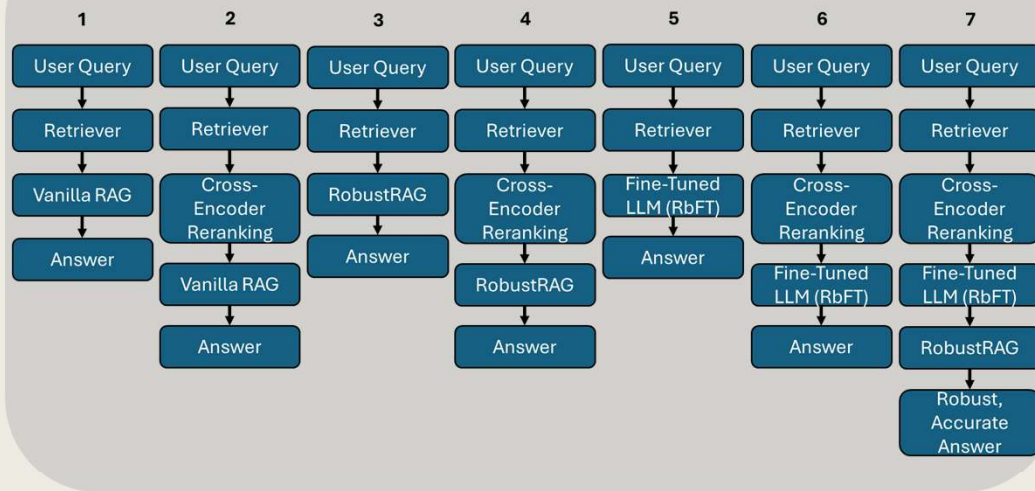 1
User Query
Retriever
Vanilla RAG
Answer
2
User Query
Retriever
Cross-
Encoder
Reranking
Vanilla RAG
Answer
3
User Query
Retriever
RobustRAG
Answer
4
User Query
Retriever
Cross-
Encoder
Reranking
RobustRAG
Answer
5
User Query
Retriever
Fine-Tuned
LLM (RbFT)
Answer
6
User Query
Retriever
Cross-
Encoder
Reranking
Fine-Tuned
LLM (RbFT)
Answer
7
User Query
Retriever
Cross-
Encoder
Reranking
Fine-Tuned
LLM (RbFT)
RobustRAG
Robust,
Accurate
Answer